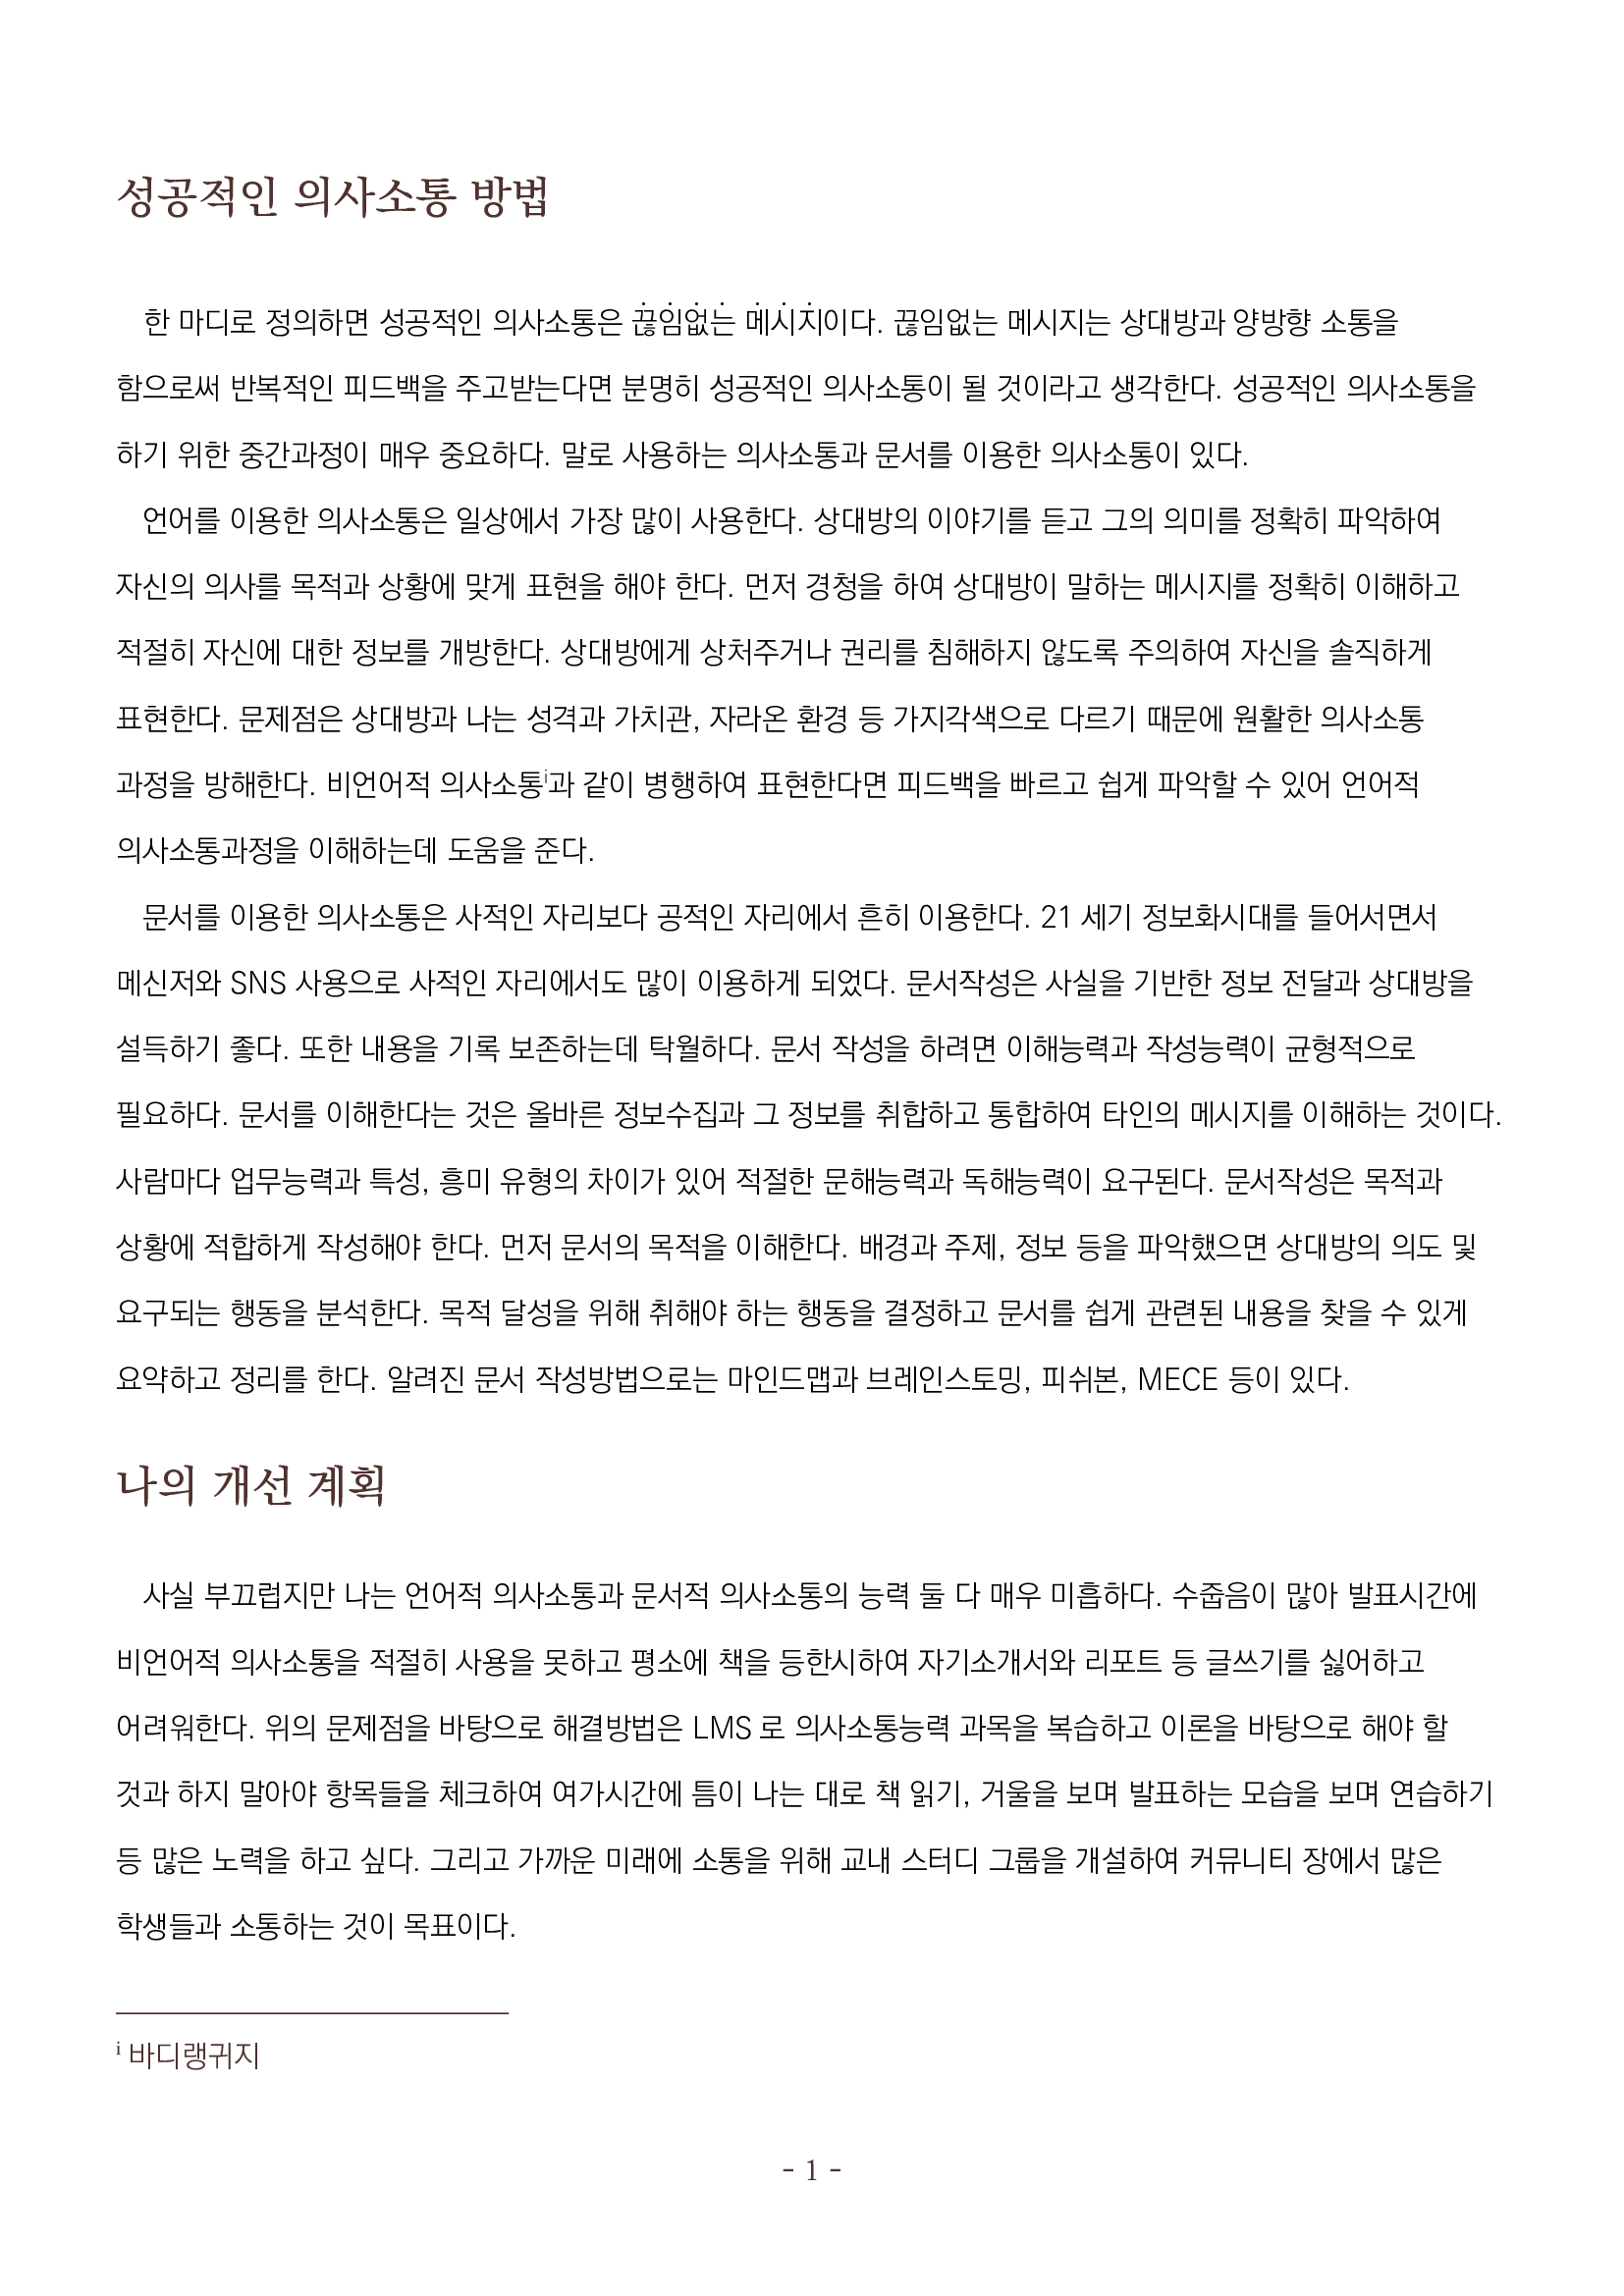 성공적인 의사소통 방법
한 마디로 정의하면 성공적인 의사소통은 끊임없는 메시지이다. 끊임없는 메시지는 상대방과 양방향 소통을
함으로써 반복적인 피드백을 주고받는다면 분명히 성공적인 의사소통이 될 것이라고 생각한다. 성공적인 의사소통을
하기 위한 중간과정이 매우 중요하다. 말로 사용하는 의사소통과 문서를 이용한 의사소통이 있다.
언어를 이용한 의사소통은 일상에서 가장 많이 사용한다. 상대방의 이야기를 듣고 그의 의미를 정확히 파악하여
자신의 의사를 목적과 상황에 맞게 표현을 해야 한다. 먼저 경청을 하여 상대방이 말하는 메시지를 정확히 이해하고
적절히 자신에 대한 정보를 개방한다. 상대방에게 상처주거나 권리를 침해하지 않도록 주의하여 자신을 솔직하게
표현한다. 문제점은 상대방과 나는 성격과 가치관, 자라온 환경 등 가지각색으로 다르기 때문에 원활한 의사소통
과정을 방해한다. 비언어적 의사소통ⁱ과 같이 병행하여 표현한다면 피드백을 빠르고 쉽게 파악할 수 있어 언어적
의사소통과정을 이해하는데 도움을 준다.
문서를 이용한 의사소통은 사적인 자리보다 공적인 자리에서 흔히 이용한다. 21 세기 정보화시대를 들어서면서
메신저와 SNS 사용으로 사적인 자리에서도 많이 이용하게 되었다. 문서작성은 사실을 기반한 정보 전달과 상대방을
설득하기 좋다. 또한 내용을 기록 보존하는데 탁월하다. 문서 작성을 하려면 이해능력과 작성능력이 균형적으로
필요하다. 문서를 이해한다는 것은 올바른 정보수집과 그 정보를 취합하고 통합하여 타인의 메시지를 이해하는 것이다.
사람마다 업무능력과 특성, 흥미 유형의 차이가 있어 적절한 문해능력과 독해능력이 요구된다. 문서작성은 목적과
상황에 적합하게 작성해야 한다. 먼저 문서의 목적을 이해한다. 배경과 주제, 정보 등을 파악했으면 상대방의 의도 및
요구되는 행동을 분석한다. 목적 달성을 위해 취해야 하는 행동을 결정하고 문서를 쉽게 관련된 내용을 찾을 수 있게
요약하고 정리를 한다. 알려진 문서 작성방법으로는 마인드맵과 브레인스토밍, 피쉬본, MECE 등이 있다.
나의 개선 계획
사실 부끄럽지만 나는 언어적 의사소통과 문서적 의사소통의 능력 둘 다 매우 미흡하다. 수줍음이 많아 발표시간에
비언어적 의사소통을 적절히 사용을 못하고 평소에 책을 등한시하여 자기소개서와 리포트 등 글쓰기를 싫어하고
어려워한다. 위의 문제점을 바탕으로 해결방법은 LMS 로 의사소통능력 과목을 복습하고 이론을 바탕으로 해야 할
것과 하지 말아야 항목들을 체크하여 여가시간에 틈이 나는 대로 책 읽기, 거울을 보며 발표하는 모습을 보며 연습하기
등 많은 노력을 하고 싶다. 그리고 가까운 미래에 소통을 위해 교내 스터디 그룹을 개설하여 커뮤니티 장에서 많은
학생들과 소통하는 것이 목표이다.
ⁱ 바디랭귀지
- 1 -